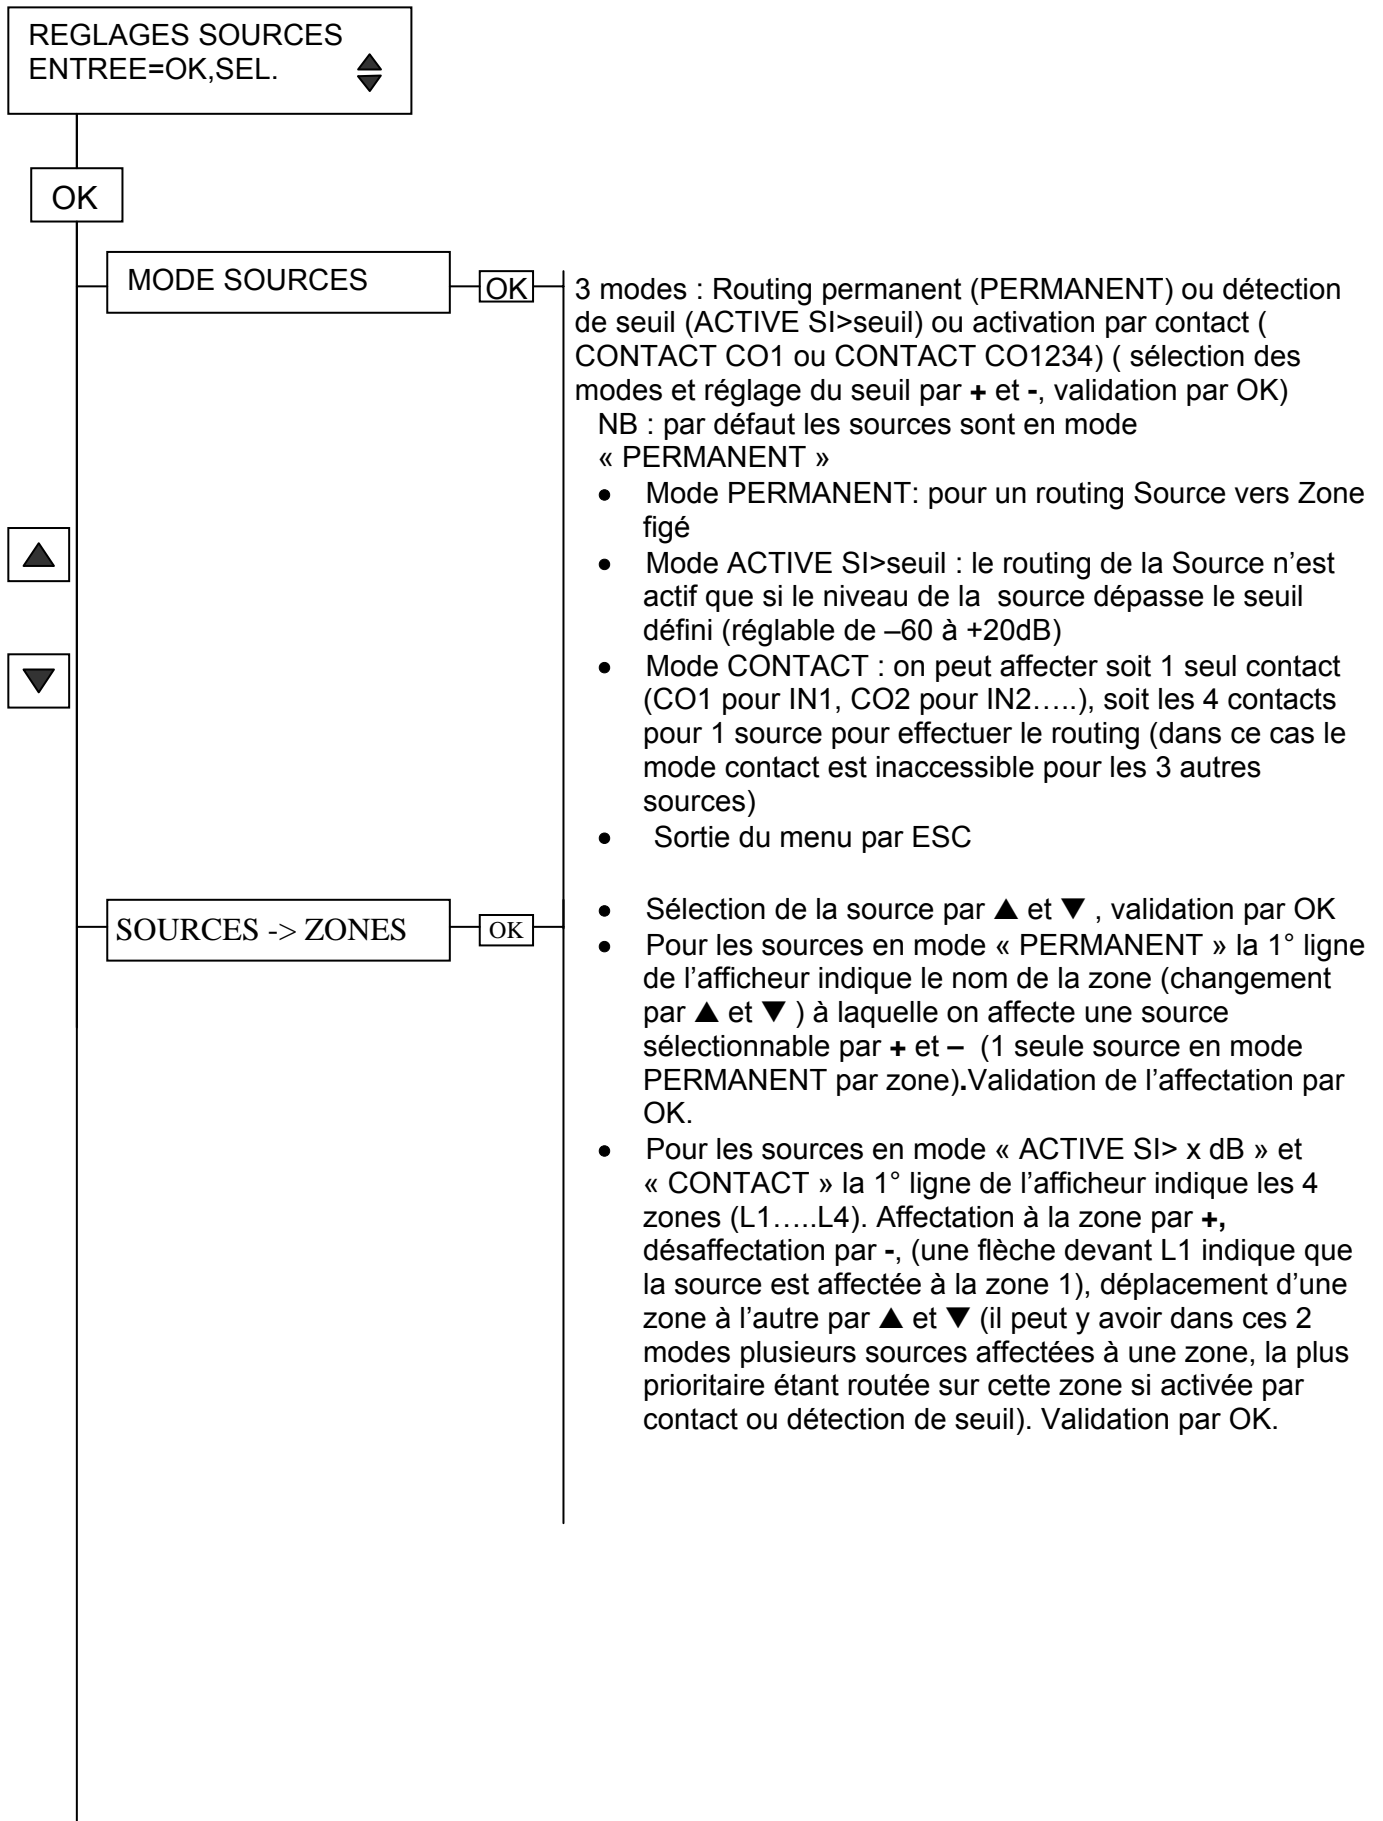 REGLAGES SOURCES
ENTREE=OK,SEL.
OK
MODE SOURCES
OK
3 modes : Routing permanent (PERMANENT) ou détection
de seuil (ACTIVE SI>seuil) ou activation par contact (
CONTACT CO1 ou CONTACT CO1234) ( sélection des
modes et réglage du seuil par + et -, validation par OK)
NB : par défaut les sources sont en mode
« PERMANENT »
• Mode PERMANENT: pour un routing Source vers Zone
figé
• Mode ACTIVE SI>seuil : le routing de la Source n’est
actif que si le niveau de la  source dépasse le seuil
défini (réglable de –60 à +20dB)
• Mode CONTACT : on peut affecter soit 1 seul contact
(CO1 pour IN1, CO2 pour IN2…..), soit les 4 contacts
pour 1 source pour effectuer le routing (dans ce cas le
mode contact est inaccessible pour les 3 autres
sources)
• Sortie du menu par ESC
SOURCES -> ZONES
OK
• Sélection de la source par ▲ et ▼ , validation par OK
• Pour les sources en mode « PERMANENT » la 1° ligne
de l’afficheur indique le nom de la zone (changement
par ▲ et ▼ ) à laquelle on affecte une source
sélectionnable par + et –  (1 seule source en mode
PERMANENT par zone).Validation de l’affectation par
OK.
• Pour les sources en mode « ACTIVE SI> x dB » et
« CONTACT » la 1° ligne de l’afficheur indique les 4
zones (L1…..L4). Affectation à la zone par +,
désaffectation par -, (une flèche devant L1 indique que
la source est affectée à la zone 1), déplacement d’une
zone à l’autre par ▲ et ▼ (il peut y avoir dans ces 2
modes plusieurs sources affectées à une zone, la plus
prioritaire étant routée sur cette zone si activée par
contact ou détection de seuil). Validation par OK.